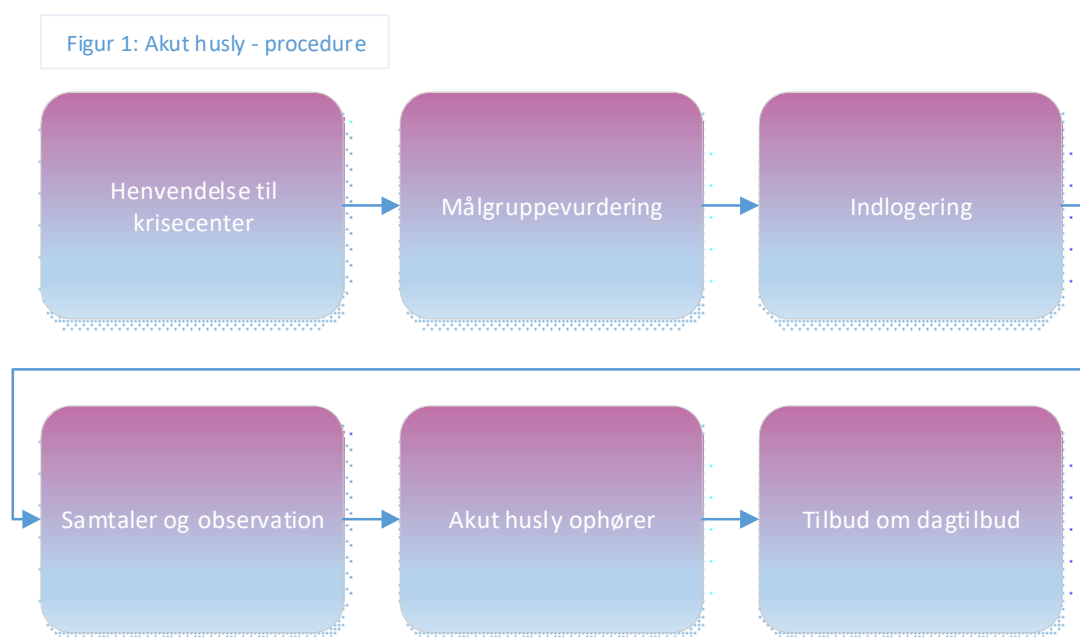 Figur 1: Akut husly - procedure
Henvendelse til
krisecenter
Målgruppevurdering
Indlogering
Samtaler og observation
Akut husly ophører
Tilbud om dagtilbud